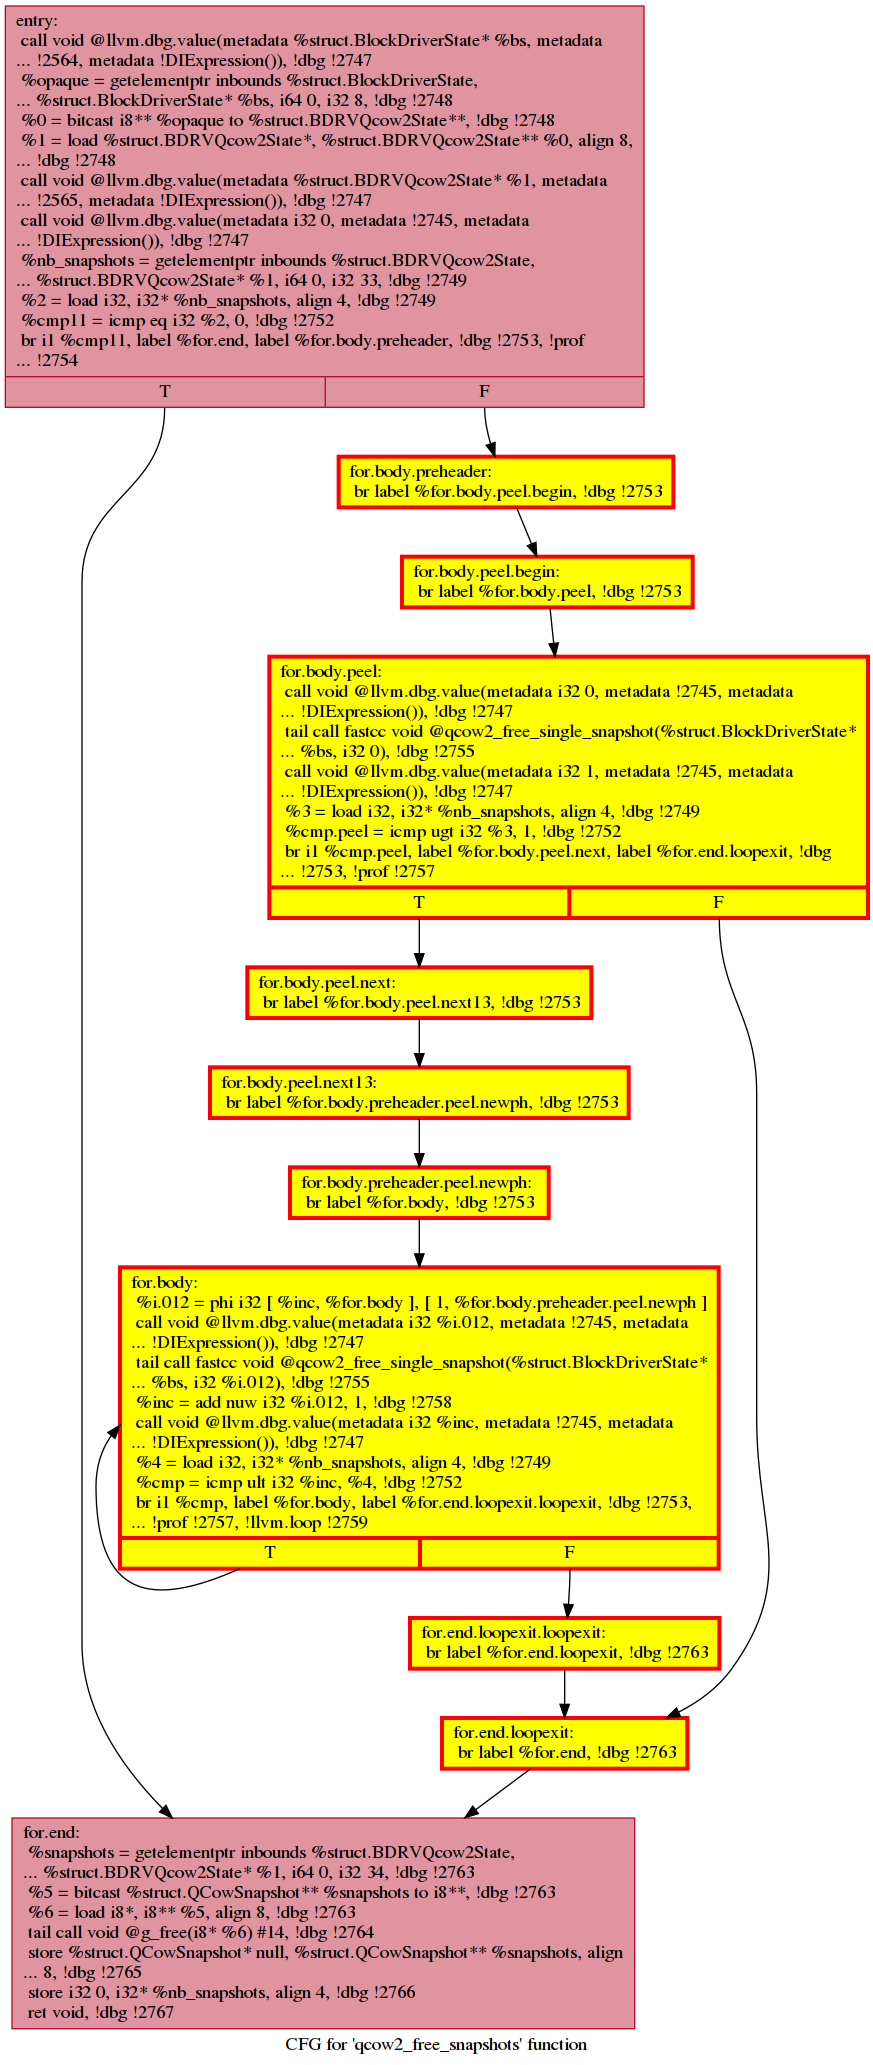 entry:
call void @llvm.dbg.value(metadata %struct.BlockDriverState* %bs, metadata
... !2564, metadata !DIExpression()), !dbg !2747
%opaque = getelementptr inbounds %struct.BlockDriverState,
... %struct.BlockDriverState* %bs, i64 0, i32 8, !dbg !2748
%0 = bitcast i8** %opaque to %struct.BDRVQcow2State**, !dbg !2748
%1 = load %struct.BDRVQcow2State*, %struct.BDRVQcow2State** %0, align 8,
... !dbg !2748
call void @llvm.dbg.value(metadata %struct.BDRVQcow2State* %1, metadata
... !2565, metadata !DIExpression()), !dbg !2747
call void @llvm.dbg.value(metadata i32 0, metadata !2745, metadata
... !DIExpression()), !dbg !2747
%nb_snapshots = getelementptr inbounds %struct.BDRVQcow2State,
... %struct.BDRVQcow2State* %1, i64 0, i32 33, !dbg !2749
%2 = load i32, i32* %nb_snapshots, align 4, !dbg !2749
%cmp11 = icmp eq i32 %2, 0, !dbg !2752
br i1 %cmp11, label %for.end, label %for.body.preheader, !dbg !2753, !prof
... !2754
T F
for.body.preheader:
br label %for.body.peel.begin, !dbg !2753
for.body.peel.begin:
br label %for.body.peel, !dbg !2753
for.body.peel:
call void @llvm.dbg.value(metadata i32 0, metadata !2745, metadata
... !DIExpression()), !dbg !2747
tail call fastcc void @qcow2_free_single_snapshot(%struct.BlockDriverState*
... %bs, i32 0), !dbg !2755
call void @llvm.dbg.value(metadata i32 1, metadata !2745, metadata
... !DIExpression()), !dbg !2747
%3 = load i32, i32* %nb_snapshots, align 4, !dbg !2749
%cmp.peel = icmp ugt i32 %3, 1, !dbg !2752
br i1 %cmp.peel, label %for.body.peel.next, label %for.end.loopexit, !dbg
... !2753, !prof !2757
T F
for.body.peel.next:
br label %for.body.peel.next13, !dbg !2753
for.body.peel.next13:
br label %for.body.preheader.peel.newph, !dbg !2753
for.body.preheader.peel.newph:
br label %for.body, !dbg !2753
for.body:
%i.012 = phi i32 [ %inc, %for.body ], [ 1, %for.body.preheader.peel.newph ]
call void @llvm.dbg.value(metadata i32 %i.012, metadata !2745, metadata
... !DIExpression()), !dbg !2747
tail call fastcc void @qcow2_free_single_snapshot(%struct.BlockDriverState*
... %bs, i32 %i.012), !dbg !2755
%inc = add nuw i32 %i.012, 1, !dbg !2758
call void @llvm.dbg.value(metadata i32 %inc, metadata !2745, metadata
... !DIExpression()), !dbg !2747
%4 = load i32, i32* %nb_snapshots, align 4, !dbg !2749
%cmp = icmp ult i32 %inc, %4, !dbg !2752
br i1 %cmp, label %for.body, label %for.end.loopexit.loopexit, !dbg !2753,
... !prof !2757, !llvm.loop !2759
T F
for.end.loopexit.loopexit:
br label %for.end.loopexit, !dbg !2763
for.end.loopexit:
br label %for.end, !dbg !2763
for.end:
%snapshots = getelementptr inbounds %struct.BDRVQcow2State,
... %struct.BDRVQcow2State* %1, i64 0, i32 34, !dbg !2763
%5 = bitcast %struct.QCowSnapshot** %snapshots to i8**, !dbg !2763
%6 = load i8*, i8** %5, align 8, !dbg !2763
tail call void @g_free(i8* %6) #14, !dbg !2764
store %struct.QCowSnapshot* null, %struct.QCowSnapshot** %snapshots, align
... 8, !dbg !2765
store i32 0, i32* %nb_snapshots, align 4, !dbg !2766
ret void, !dbg !2767
CFG for 'qcow2_free_snapshots' function